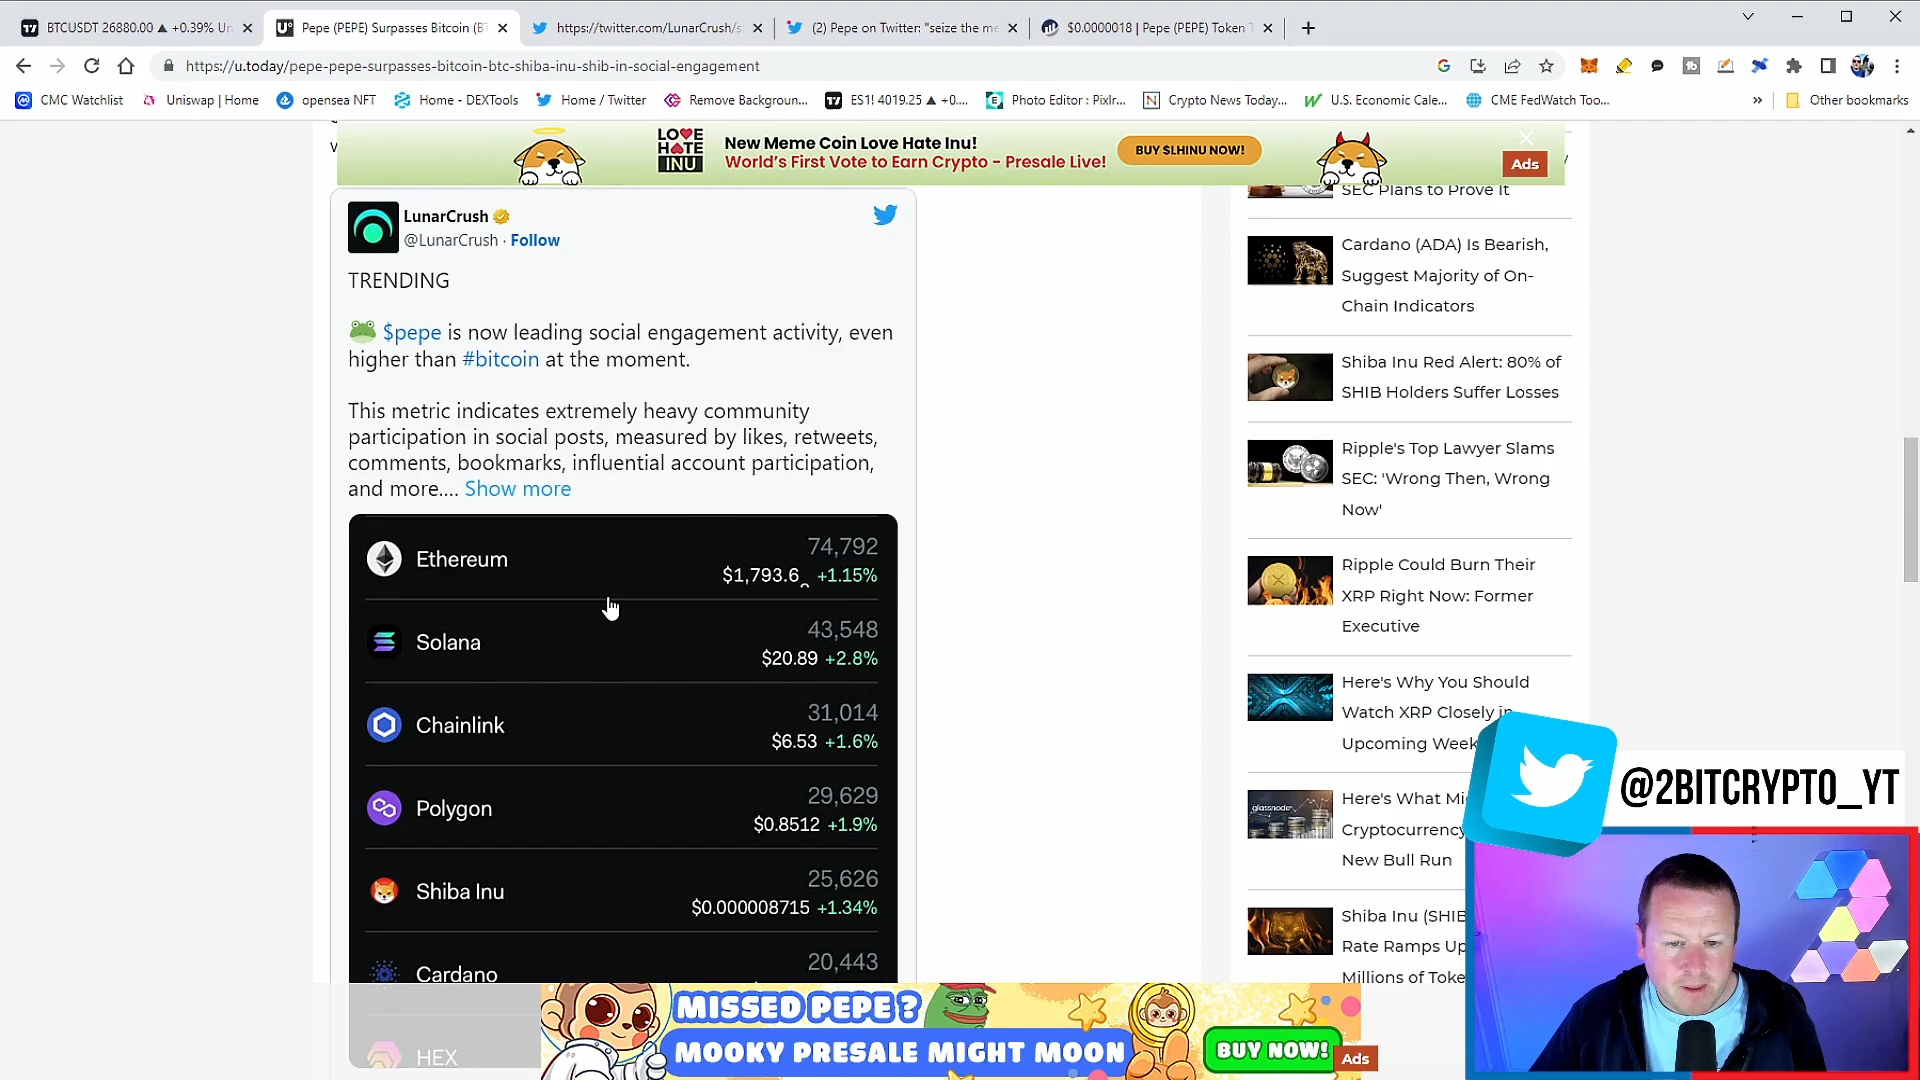 BTCUSDT 26880.00 ▲ +0.39% Un
Pepe (PEPE) Surpasses Bitcoin (BT
https://twitter.com/LunarCrush/s
(2) Pepe on Twitter: "seize the me
$0.0000018 | Pepe (PEPE) Token T
https://u.today/pepe-pepe-surpasses-bitcoin-btc-shiba-inu-shib-in-social-engagement
CMC Watchlist
Uniswap | Home
opensea NFT
Home - DEXTools
Home / Twitter
Remove Backgroun...
ES1! 4019.25 ▲ +0....
Photo Editor : Pixlr...
Crypto News Today...
U.S. Economic Cale...
CME FedWatch Too...
»
Other bookmarks
LOVE
HATE
INU
New Meme Coin Love Hate Inu!
World's First Vote to Earn Crypto - Presale Live!
BUY $LHINU NOW!
Ads
LunarCrush
@LunarCrush · Follow
TRENDING
$pepe is now leading social engagement activity, even
higher than #bitcoin at the moment.
This metric indicates extremely heavy community
participation in social posts, measured by likes, retweets,
comments, bookmarks, influential account participation,
and more.... Show more
Ethereum
74,792
$1,793.6 +1.15%
Solana
43,548
$20.89 +2.8%
Chainlink
31,014
$6.53 +1.6%
Polygon
29,629
$0.8512 +1.9%
Shiba Inu
25,626
$0.000008715 +1.34%
Cardano
20,443
HEX
SEC Plans to Prove It
Cardano (ADA) Is Bearish,
Suggest Majority of On-
Chain Indicators
Shiba Inu Red Alert: 80% of
SHIB Holders Suffer Losses
Ripple's Top Lawyer Slams
SEC: 'Wrong Then, Wrong
Now'
Ripple Could Burn Their
XRP Right Now: Former
Executive
Here's Why You Should
Watch XRP Closely in
Upcoming Week
glassnode
Here's What Mi
Cryptocurrency
New Bull Run
Shiba Inu (SHIB
Rate Ramps Up
Millions of Toke
@2BITCRYPTO_YT
MISSED PEPE?
MOOKY PRESALE MIGHT MOON
BUY NOW!
Ads